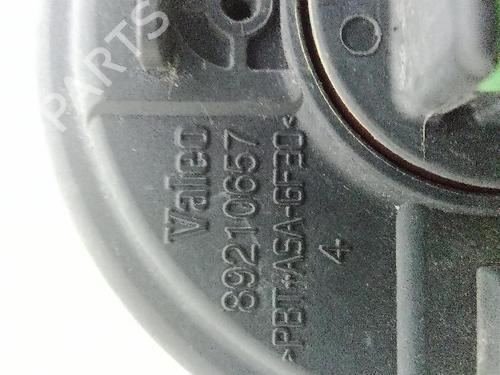 Valeo
89210657
>PBT+ASA-GF30<
4
B-PARTS